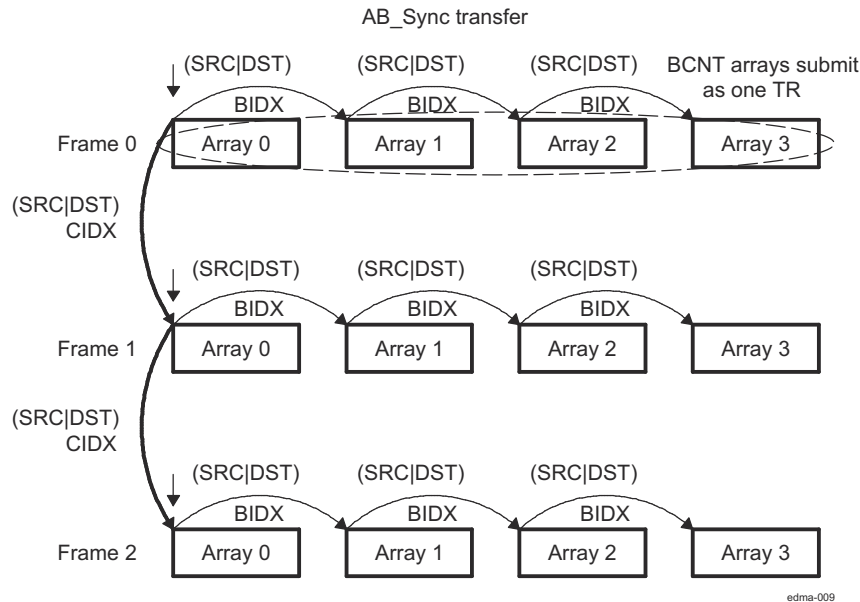 AB_Sync transfer
(SRC|DST) (SRC|DST) (SRC|DST) BCNT arrays submit
as one TR
BIDX BIDX BIDX
Frame 0 Array 0 Array 1 Array 2 Array 3
(SRC|DST)
CIDX
(SRC|DST) (SRC|DST) (SRC|DST)
BIDX BIDX BIDX
Frame 1 Array 0 Array 1 Array 2 Array 3
(SRC|DST)
CIDX
(SRC|DST) (SRC|DST) (SRC|DST)
BIDX BIDX BIDX
Frame 2 Array 0 Array 1 Array 2 Array 3
edma-009